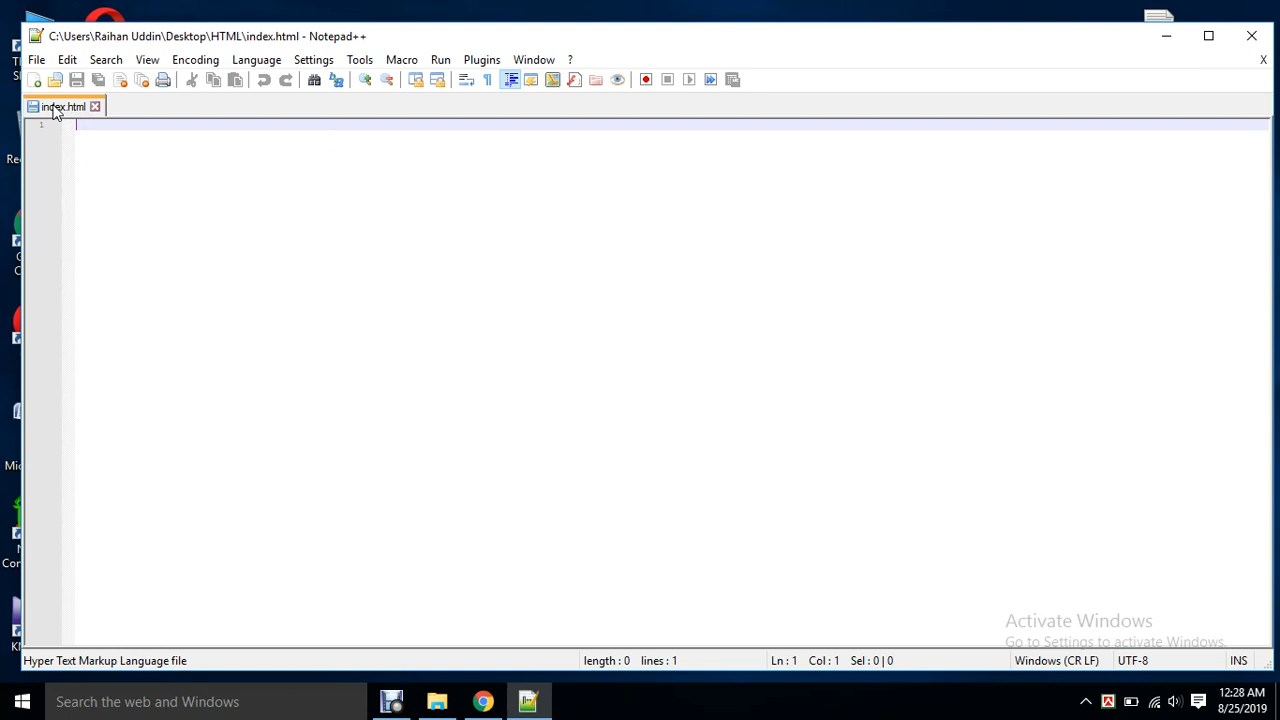 C:\Users\Raihan Uddin\Desktop\HTML\index.html - Notepad++
File Edit Search View Encoding Language Settings Tools Macro Run Plugins Window ? X
index.html
1
Rec
Mic
Con
Activate Windows
Go to Settings to activate Windows.
Hyper Text Markup Language file length : 0 lines : 1 Ln : 1 Col : 1 Sel : 0 | 0 Windows (CR LF) UTF-8 INS
Search the web and Windows
12:28 AM
8/25/2019